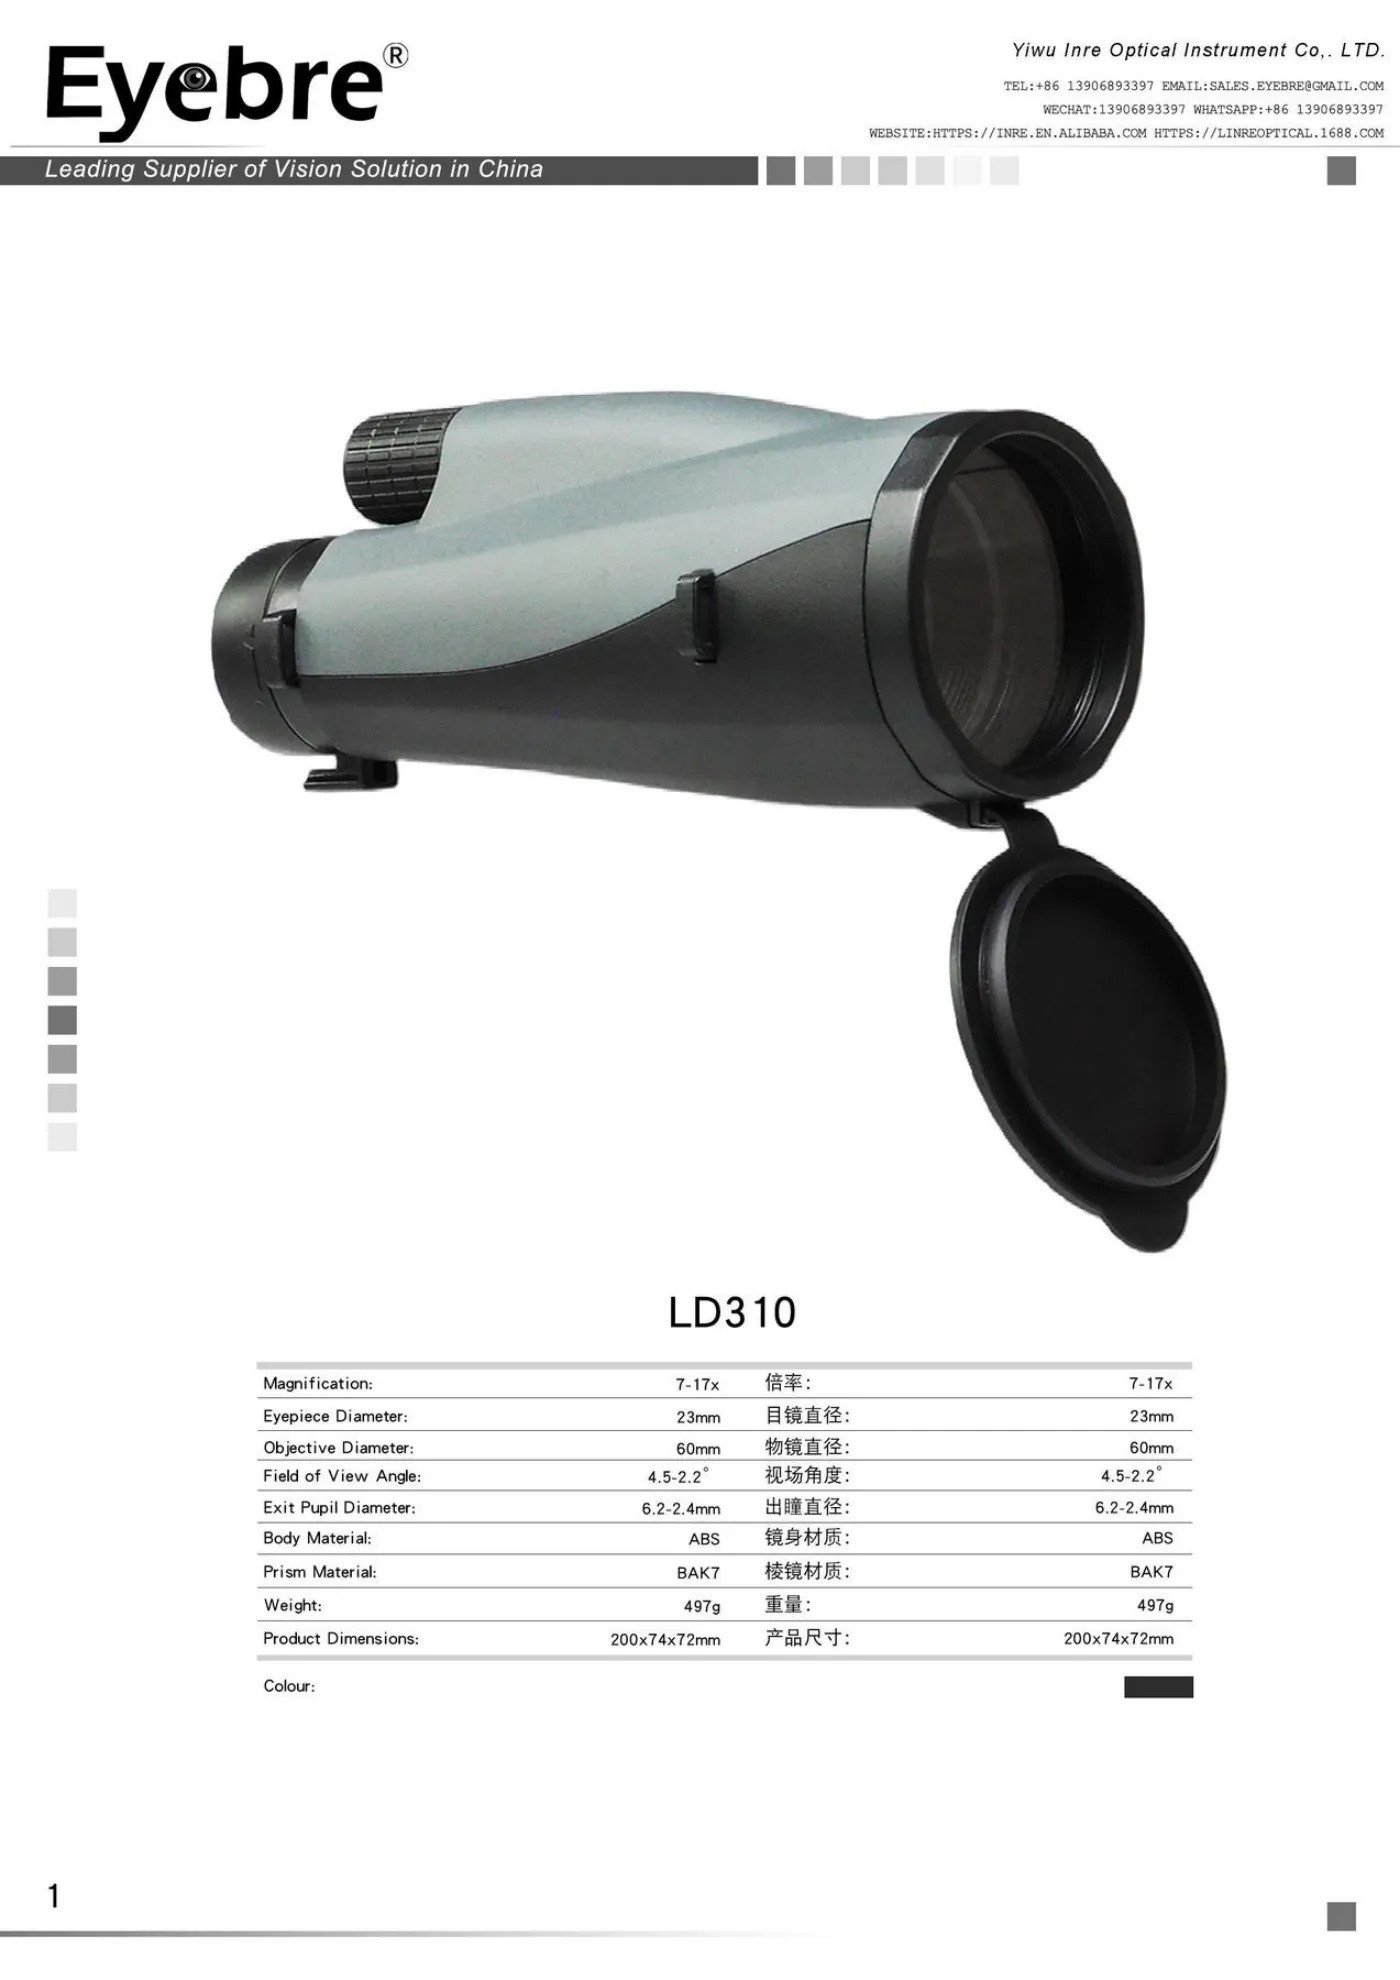 Eyebre®
Yiwu Inre Optical Instrument Co,. LTD.
TEL:+86 13906893397 EMAIL:SALES.EYEBRE@GMAIL.COM
WECHAT:13906893397 WHATSAPP:+86 13906893397
WEBSITE:HTTPS://INRE.EN.ALIBABA.COM HTTPS://LINREOPTICAL.1688.COM
Leading Supplier of Vision Solution in China
LD310
Magnification: 7-17x 倍率: 7-17x
Eyepiece Diameter: 23mm 目镜直径: 23mm
Objective Diameter: 60mm 物镜直径: 60mm
Field of View Angle: 4.5-2.2° 视场角度: 4.5-2.2°
Exit Pupil Diameter: 6.2-2.4mm 出瞳直径: 6.2-2.4mm
Body Material: ABS 镜身材质: ABS
Prism Material: BAK7 棱镜材质: BAK7
Weight: 497g 重量: 497g
Product Dimensions: 200x74x72mm 产品尺寸: 200x74x72mm
Colour:
1